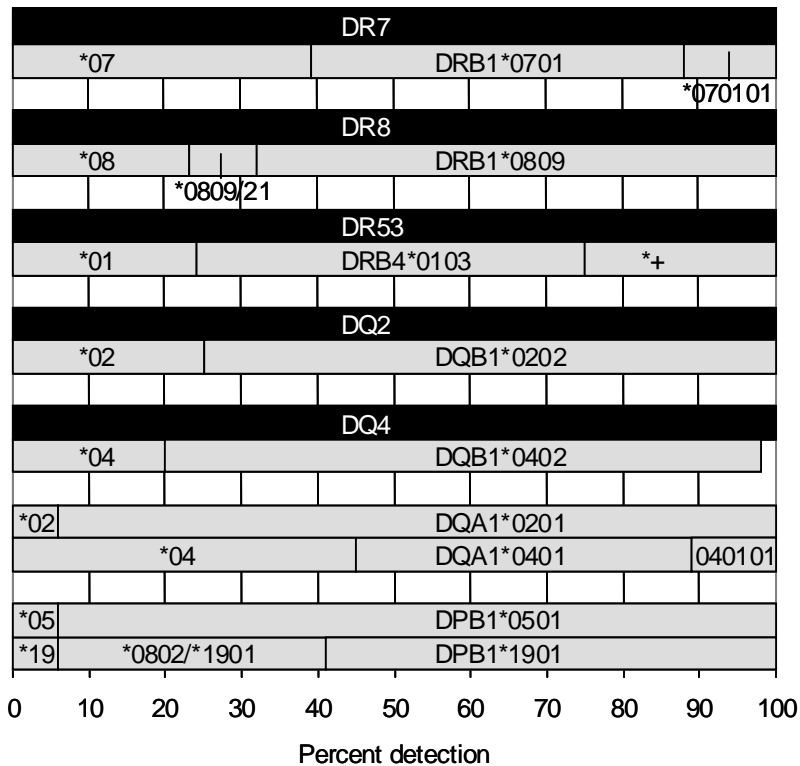 DR7
*07 DRB1*0701
*070101
DR8
*08 DRB1*0809
*0809/21
DR53
*01 DRB4*0103 *+
DQ2
*02 DQB1*0202
DQ4
*04 DQB1*0402
*02 DQA1*0201
*04 DQA1*0401 040101
*05 DPB1*0501
*19 *0802/*1901 DPB1*1901
0 10 20 30 40 50 60 70 80 90 100
Percent detection